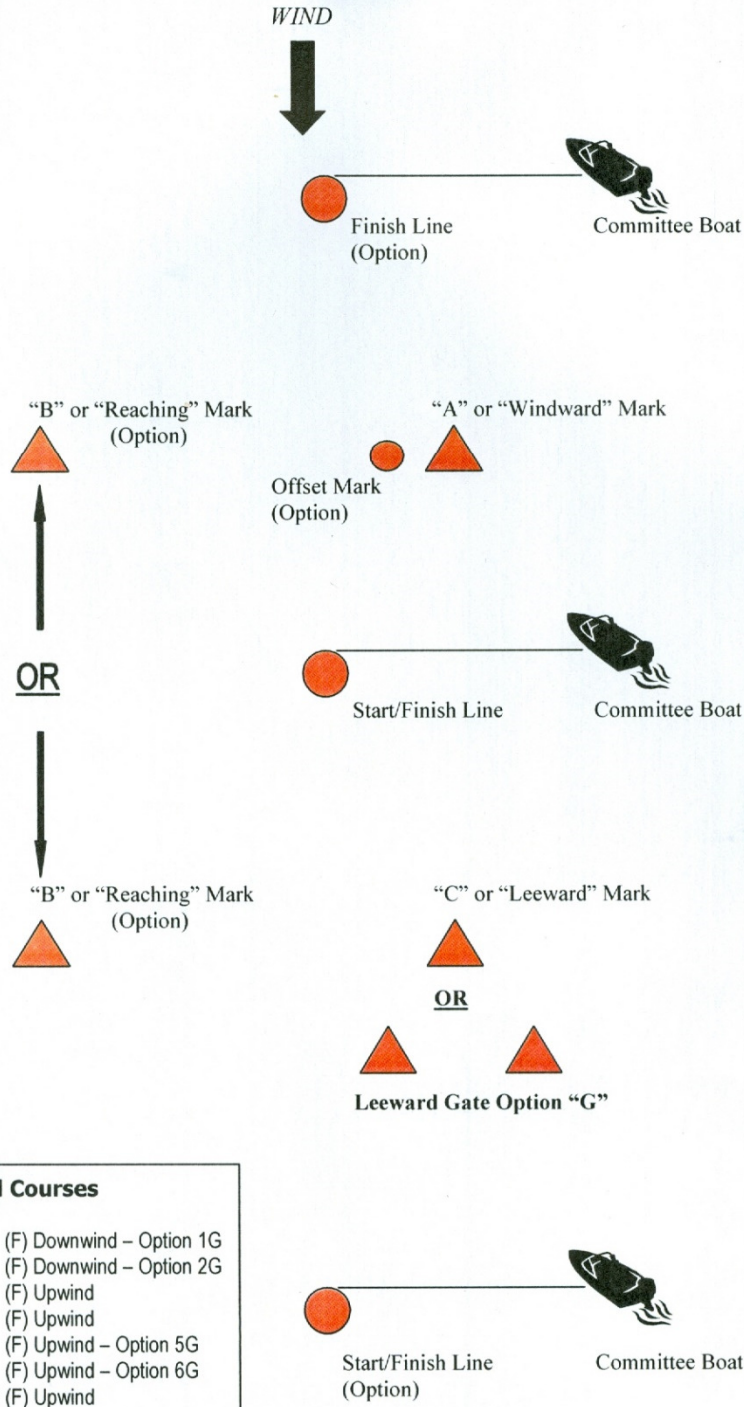 WIND
Finish Line
(Option)
Committee Boat
“B” or “Reaching” Mark
(Option)
“A” or “Windward” Mark
Offset Mark
(Option)
OR
Start/Finish Line
Committee Boat
“B” or “Reaching” Mark
(Option)
“C” or “Leeward” Mark
OR
Leeward Gate Option “G”
Courses
(F) Downwind – Option 1G
(F) Downwind – Option 2G
(F) Upwind
(F) Upwind
(F) Upwind – Option 5G
(F) Upwind – Option 6G
(F) Upwind
Start/Finish Line
(Option)
Committee Boat